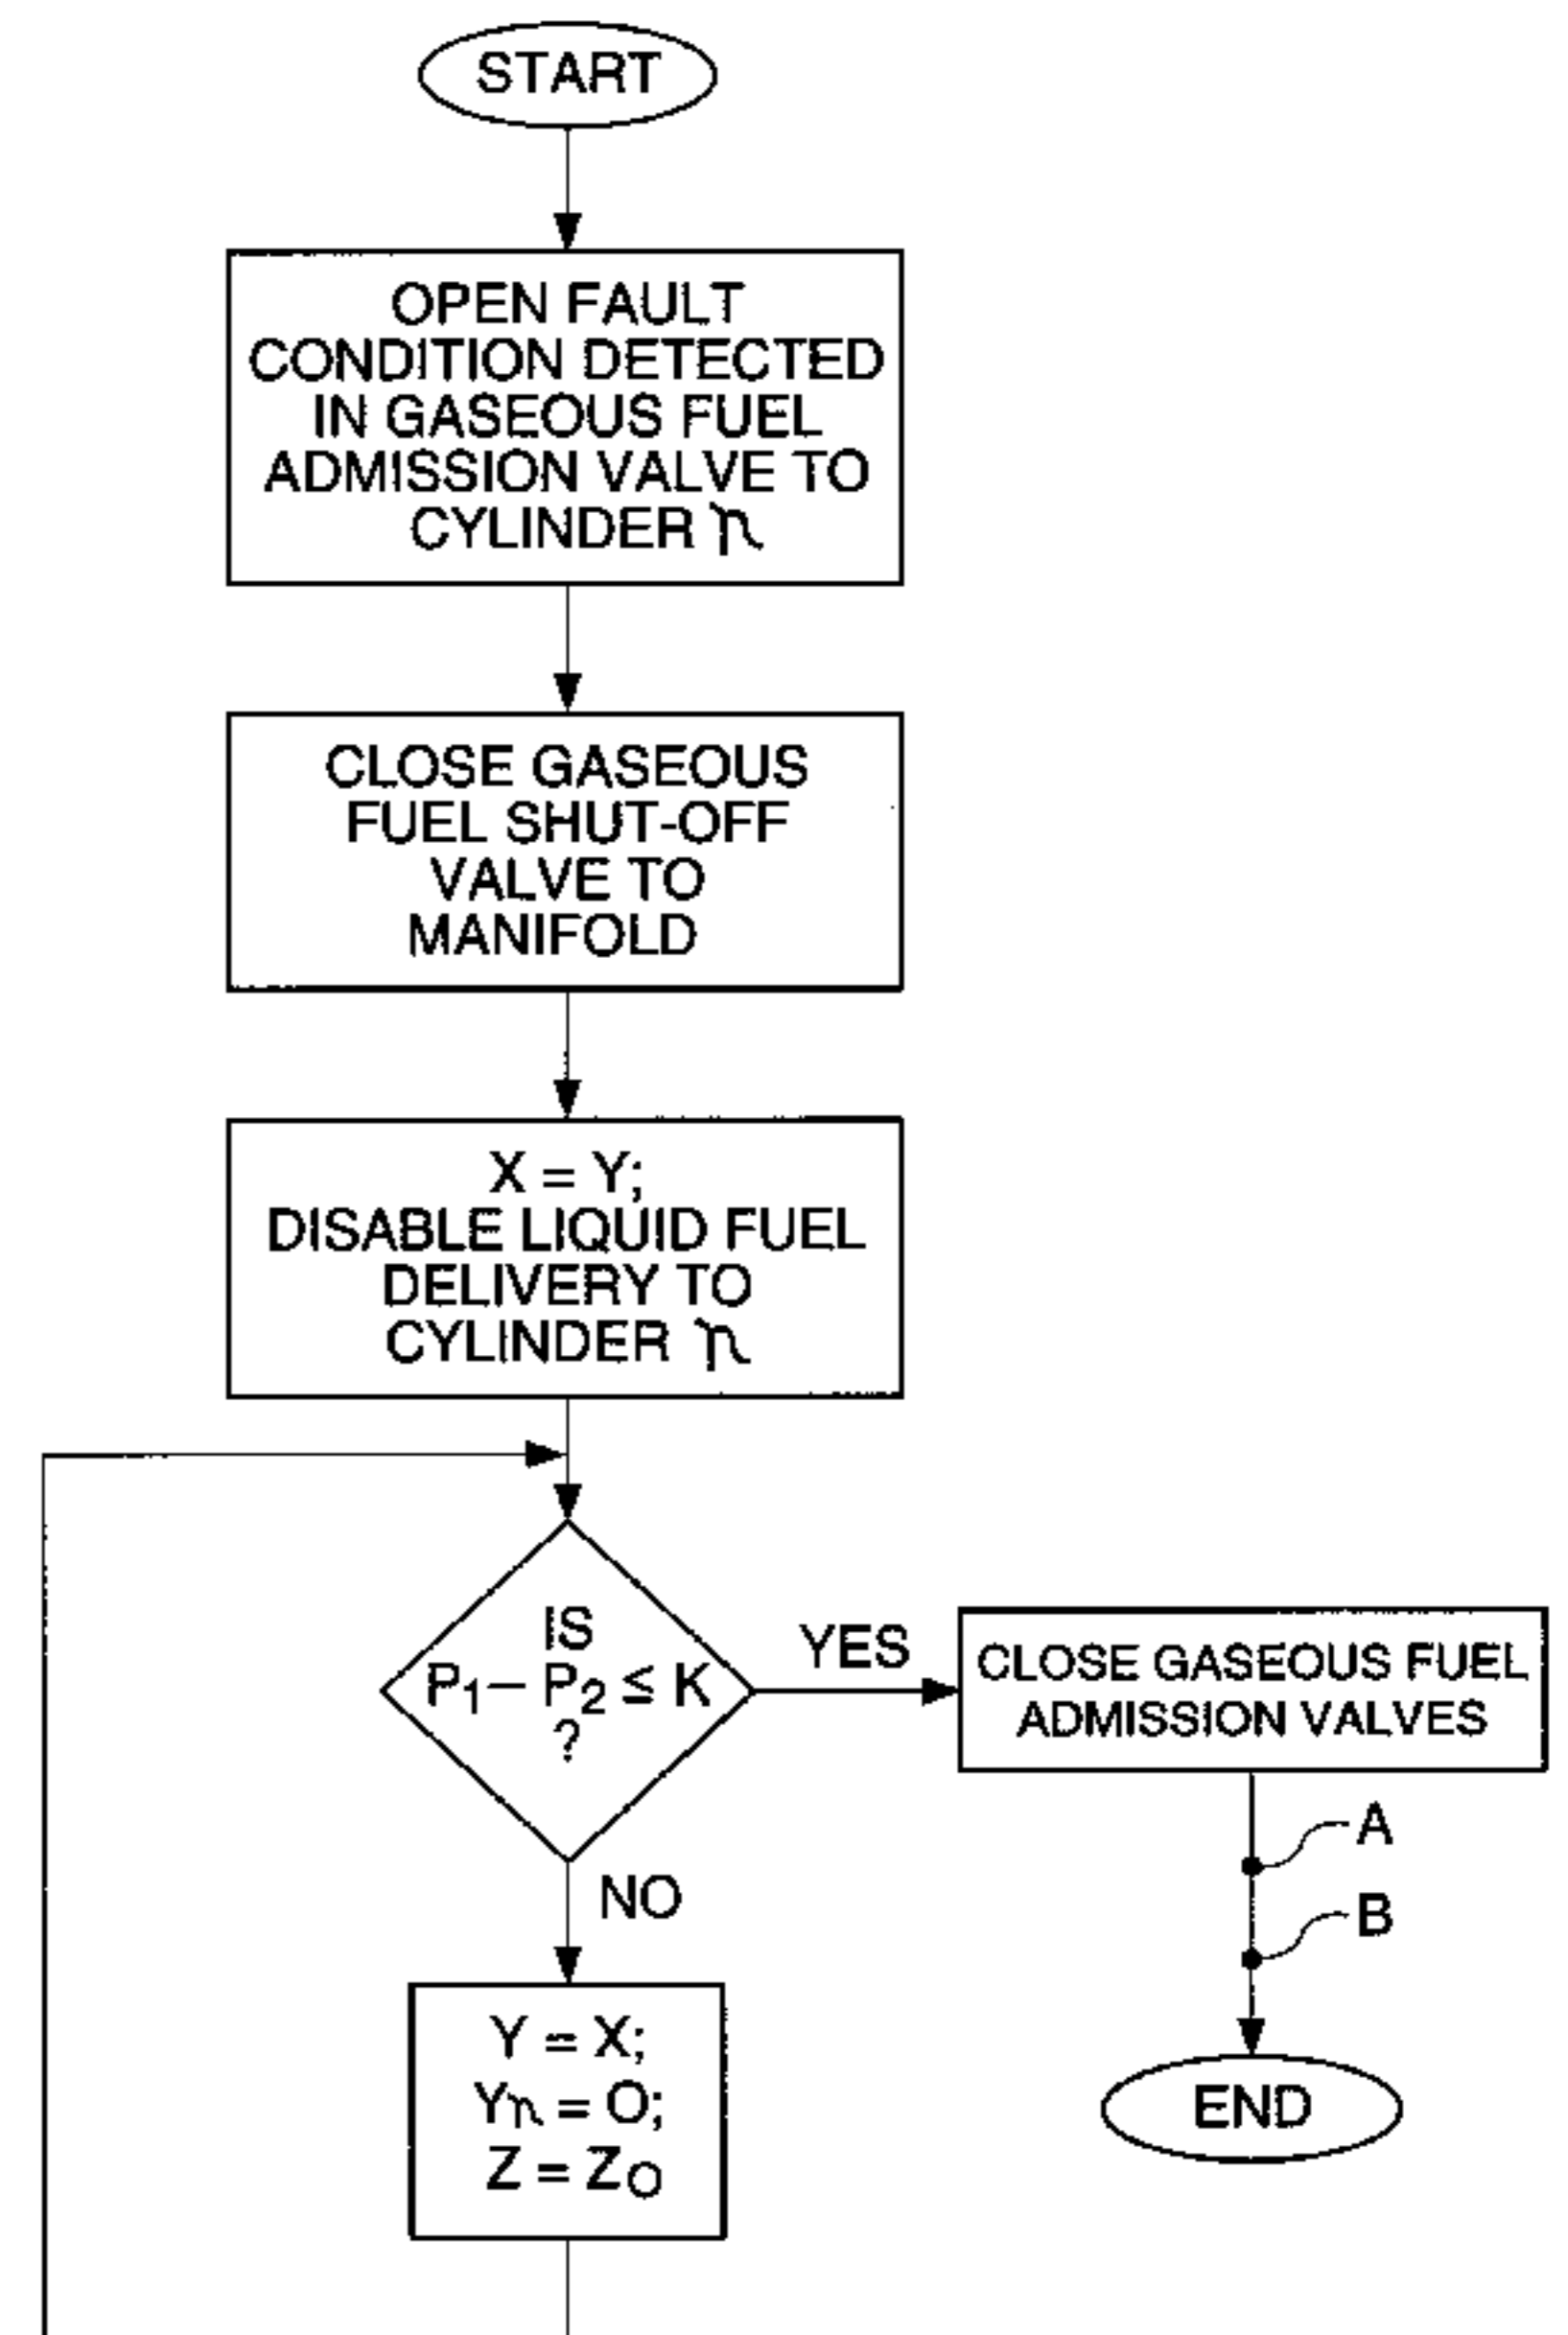 START
OPEN FAULT
CONDITION DETECTED
IN GASEOUS FUEL
ADMISSION VALVE TO
CYLINDER n
CLOSE GASEOUS
FUEL SHUT-OFF
VALVE TO
MANIFOLD
X = Y;
DISABLE LIQUID FUEL
DELIVERY TO
CYLINDER n
IS
P1 – P2 ≤ K
?
YES
CLOSE GASEOUS FUEL
ADMISSION VALVES
A
B
END
NO
Y = X;
Yn = O;
Z = ZO